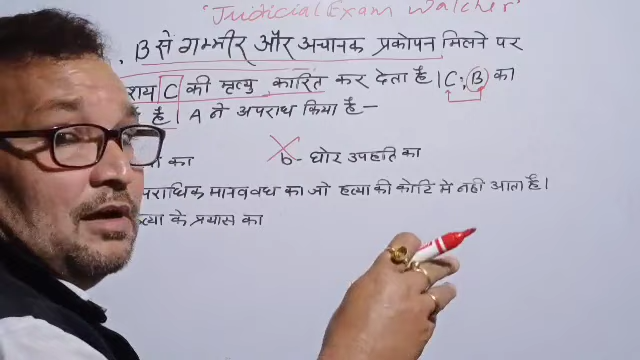 "Judicial Exam Walcher"
, B से गम्भीर और अचानक प्रकोपन मिलने पर
राय C की मृत्यु कारित कर देता है। C, B का
है। A ने अपराध किया है–
का b- घोर उपहति का
पराधिक मानववध का जो हत्या की कोटि मे नही आता है।
त्या के प्रयास का